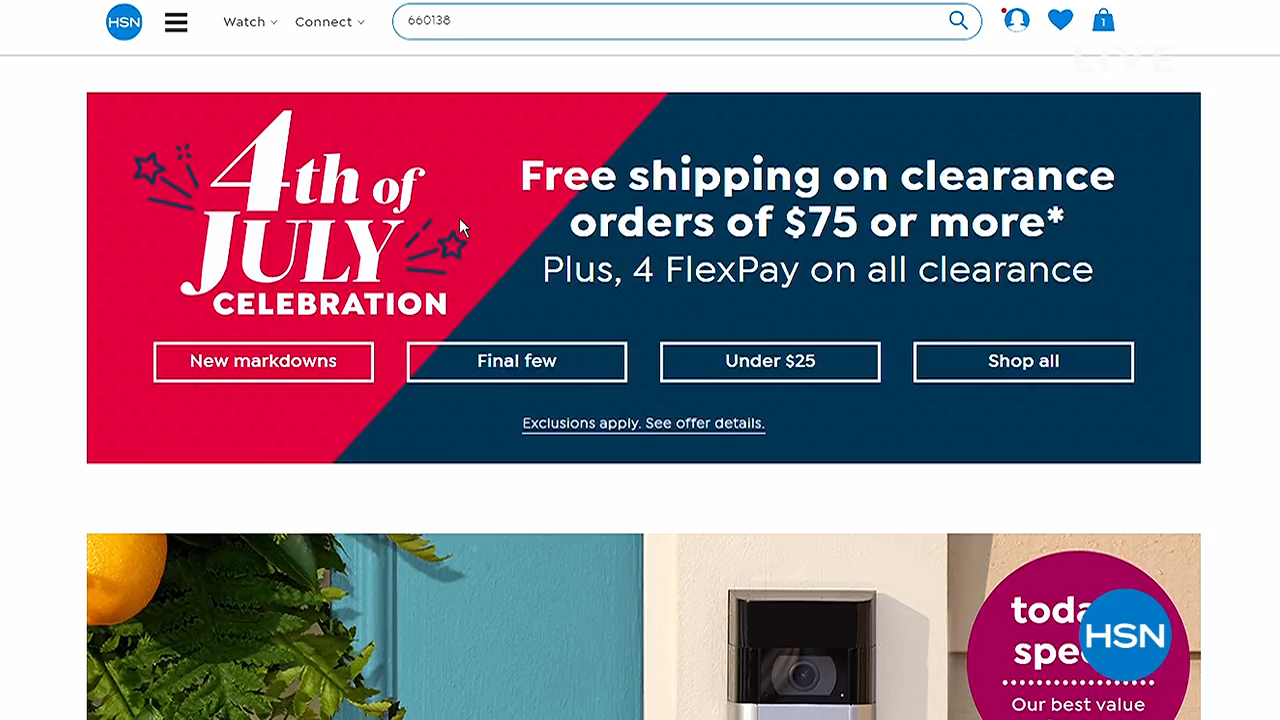 HSN
Watch
Connect
660138
1
LIVE
4th of
JULY
CELEBRATION
Free shipping on clearance
orders of $75 or more*
Plus, 4 FlexPay on all clearance
New markdowns
Final few
Under $25
Shop all
Exclusions apply. See offer details.
HSN
Our best value